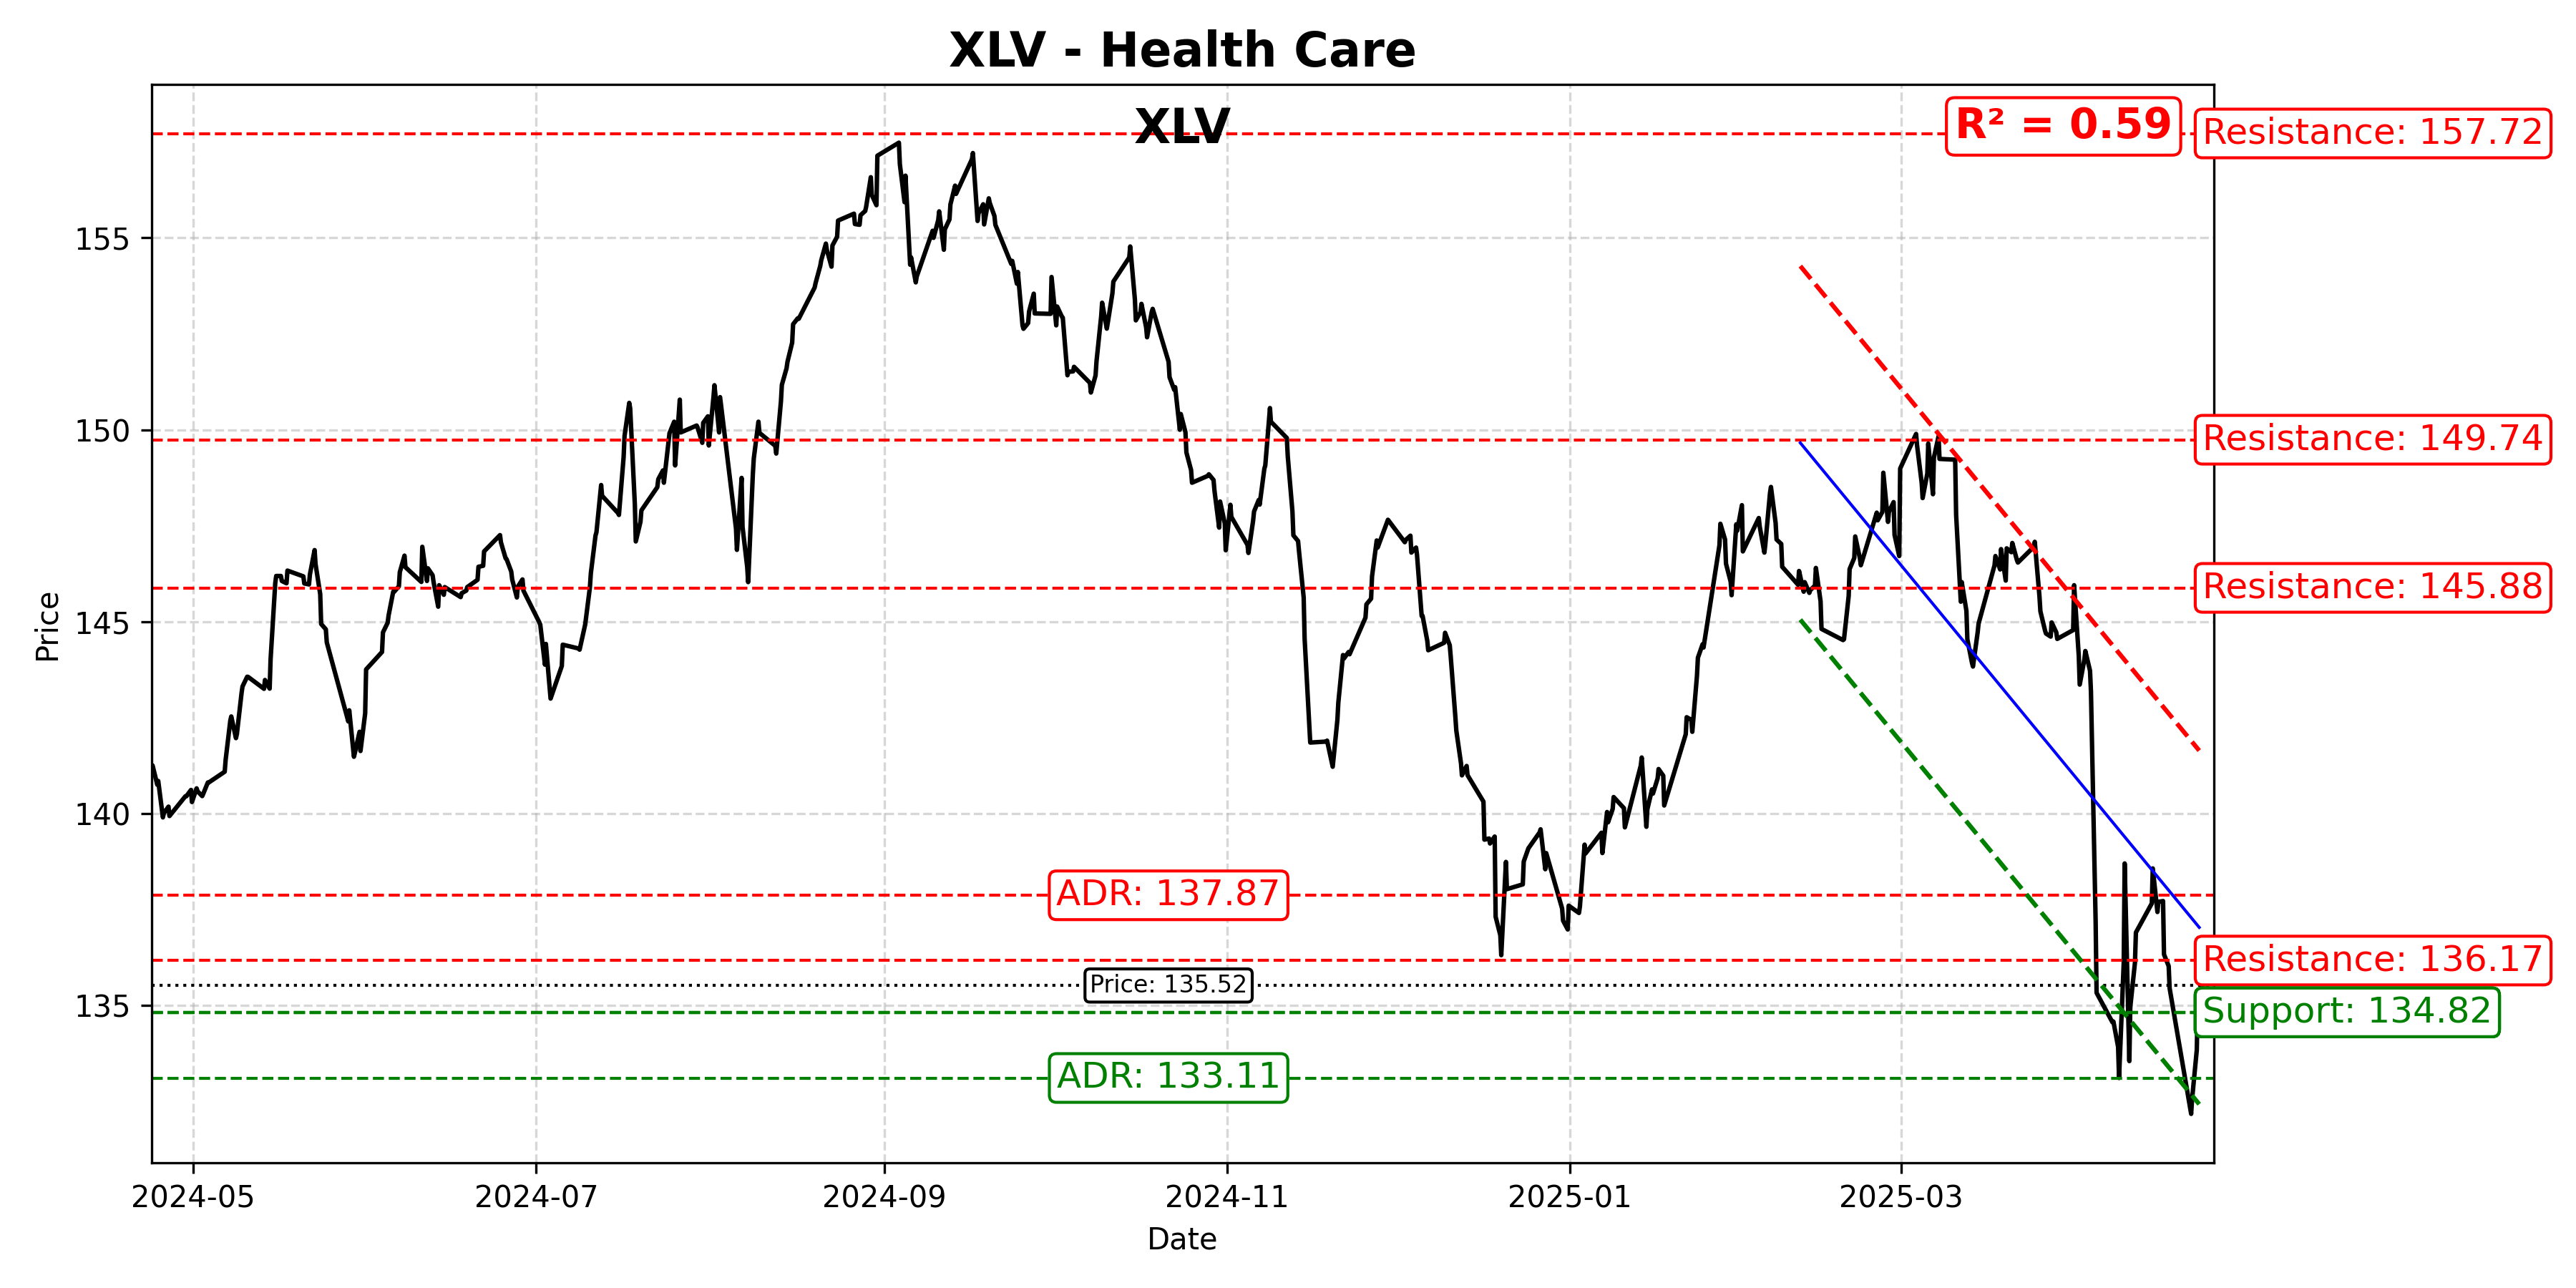 XLV - Health Care
XLV
R² = 0.59
Resistance: 157.72
155
150
Resistance: 149.74
Resistance: 145.88
145
Price
140
ADR: 137.87
Resistance: 136.17
Price: 135.52
135
Support: 134.82
ADR: 133.11
2024-05
2024-07
2024-09
2024-11
2025-01
2025-03
Date